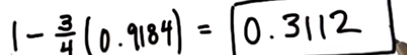 1 - 3/4 (0.9184) = 0.3112